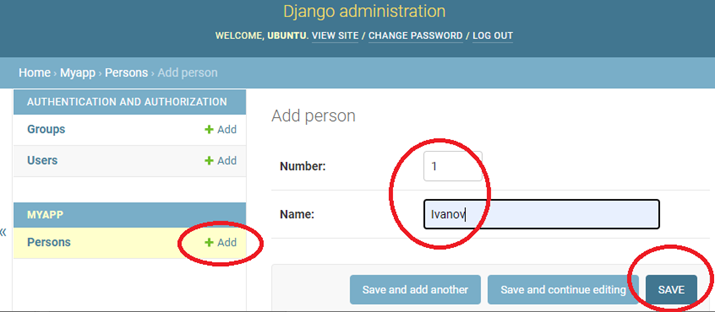 Django administration
WELCOME, UBUNTU. VIEW SITE / CHANGE PASSWORD / LOG OUT
Home › Myapp › Persons › Add person
AUTHENTICATION AND AUTHORIZATION
Groups + Add
Users + Add
MYAPP
« Persons + Add
Add person
Number: 1
Name: Ivanov
Save and add another Save and continue editing SAVE